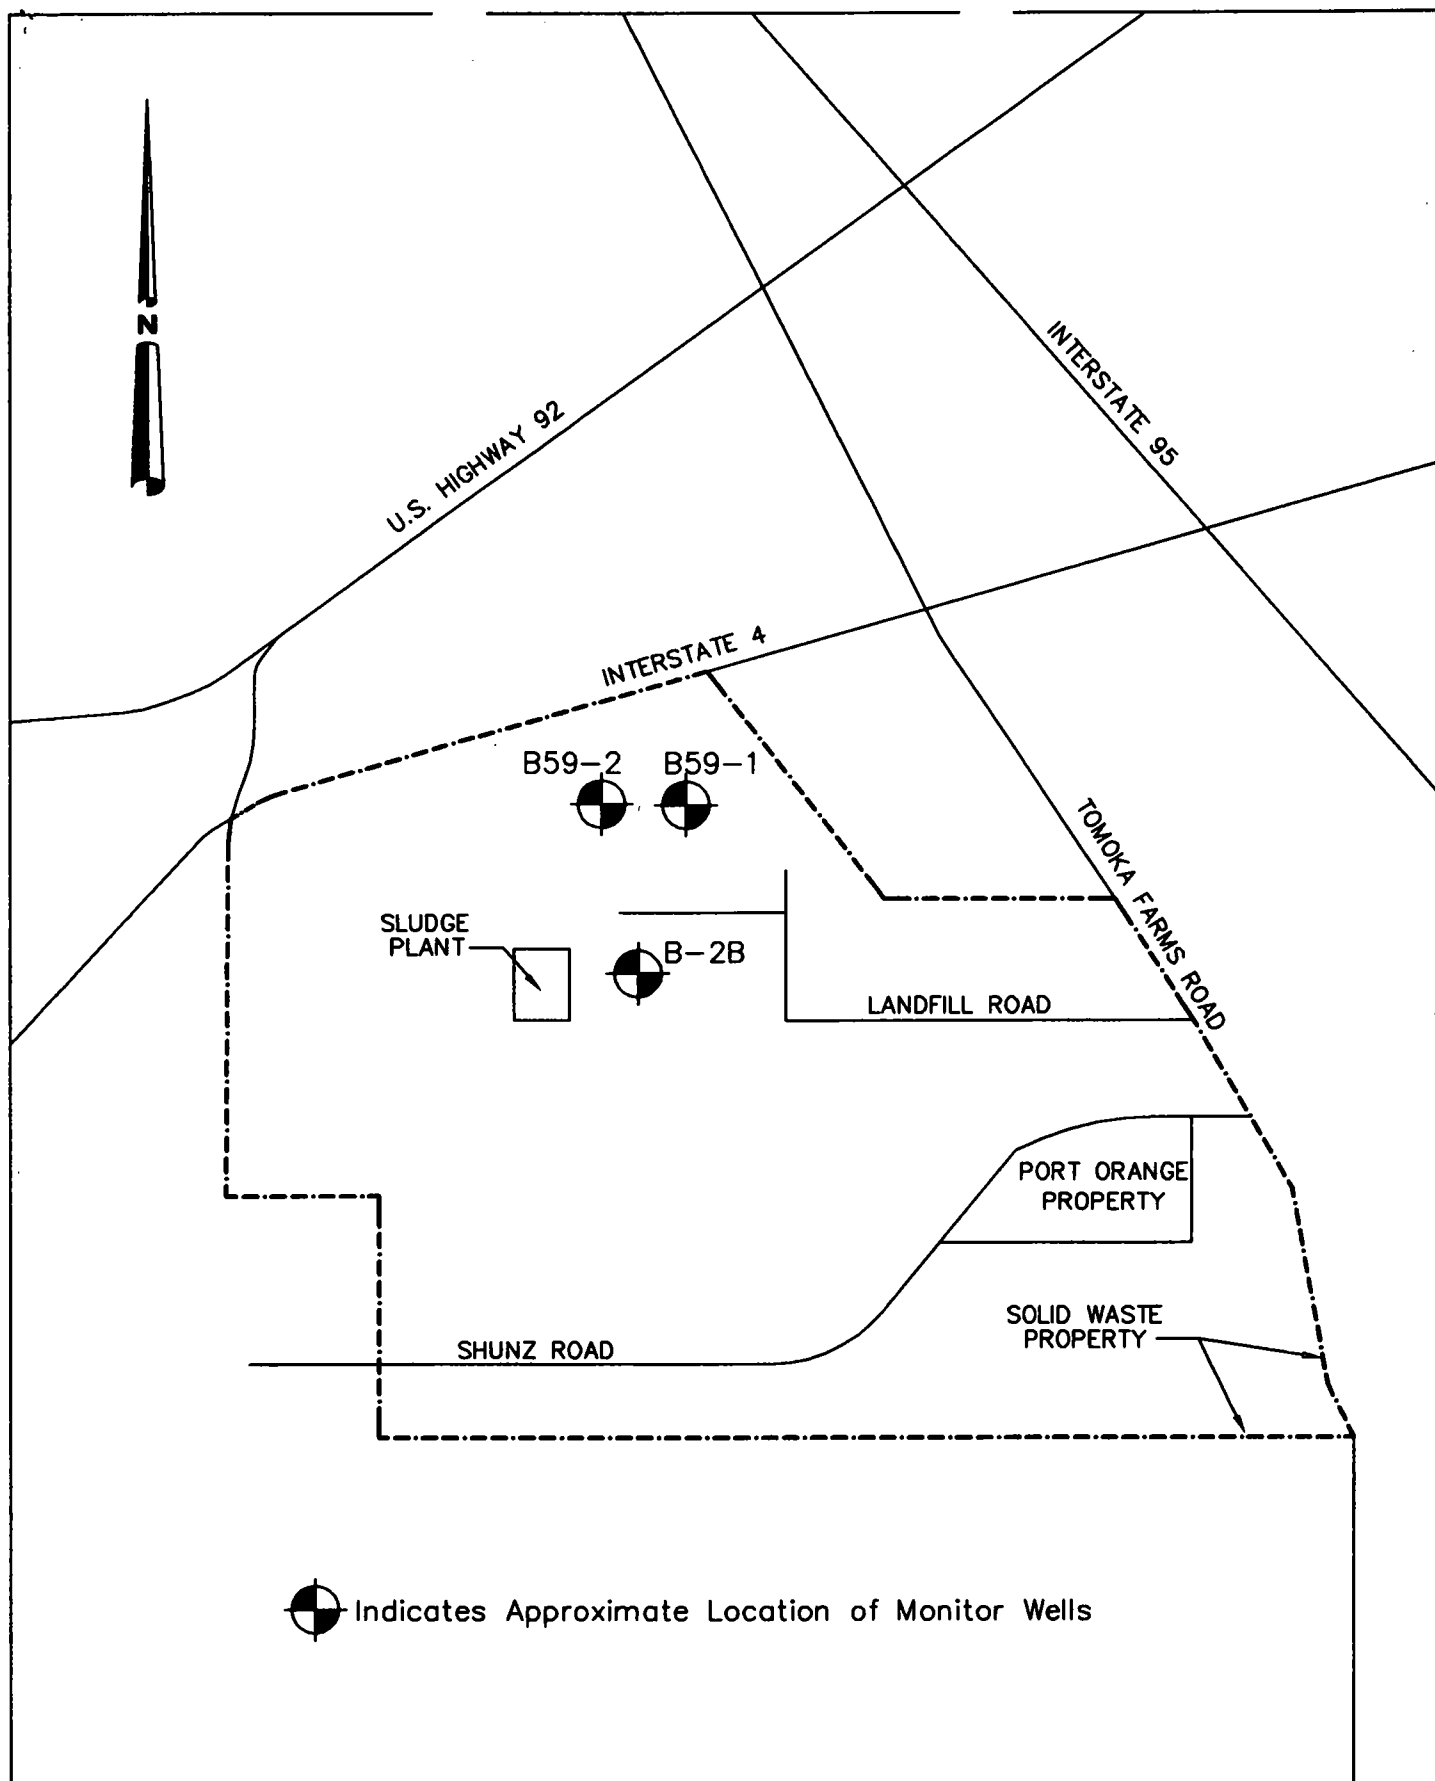 N
U.S. HIGHWAY 92
INTERSTATE 95
INTERSTATE 4
B59-2
B59-1
TOMOKA FARMS ROAD
SLUDGE
PLANT
B-2B
LANDFILL ROAD
PORT ORANGE
PROPERTY
SOLID WASTE
PROPERTY
SHUNZ ROAD
Indicates Approximate Location of Monitor Wells